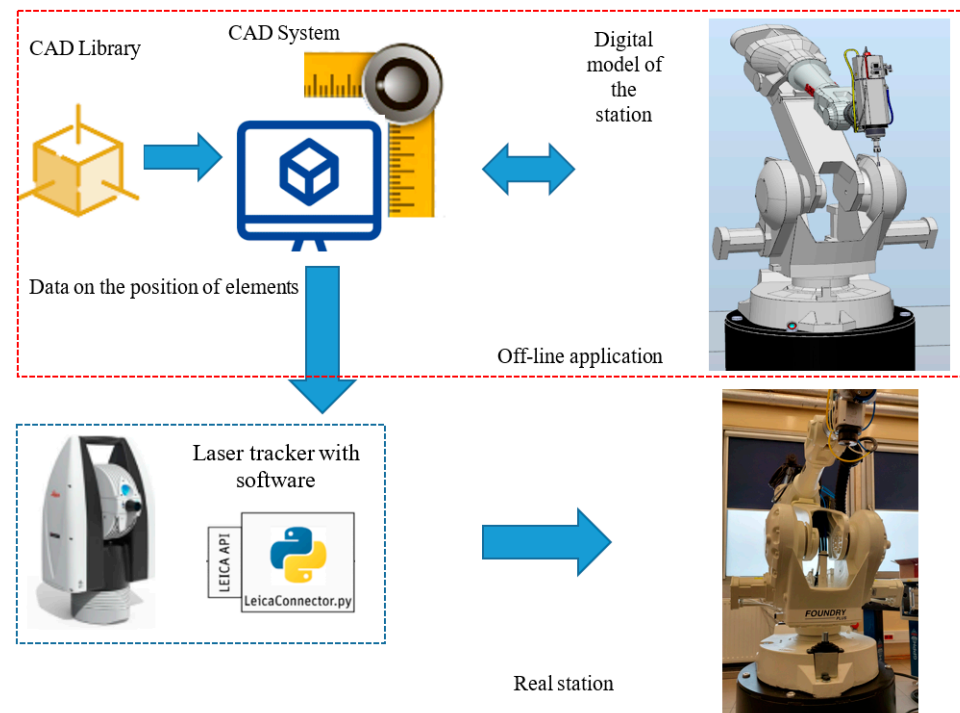 CAD Library
CAD System
Digital
model of
the
station
Data on the position of elements
Off-line application
Laser tracker with
software
LEICA API
LeicaConnector.py
FOUNDRY
PLUS
Real station